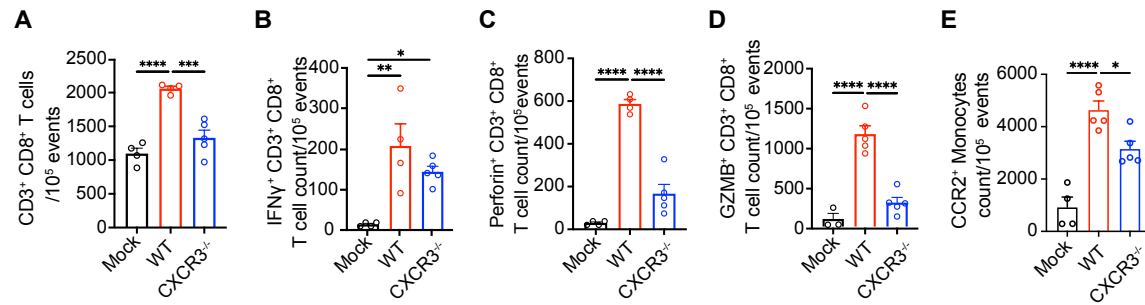 A
CD3⁺ CD8⁺ T cells
/10⁵ events
2500
2000
1500
1000
500
0
**** ***
Mock
WT
CXCR3⁻/⁻
B
IFNγ⁺ CD3⁺ CD8⁺
T cell count/10⁵ events
400
300
200
100
0
*
**
Mock
WT
CXCR3⁻/⁻
C
Perforin⁺ CD3⁺ CD8⁺
T cell count/10⁵ events
800
600
400
200
0
**** ****
Mock
WT
CXCR3⁻/⁻
D
GZMB⁺ CD3⁺ CD8⁺
T cell count/10⁵ events
2000
1500
1000
500
0
**** ****
Mock
WT
CXCR3⁻/⁻
E
CCR2⁺ Monocytes
count/10⁵ events
6000
4000
2000
0
**** *
Mock
WT
CXCR3⁻/⁻